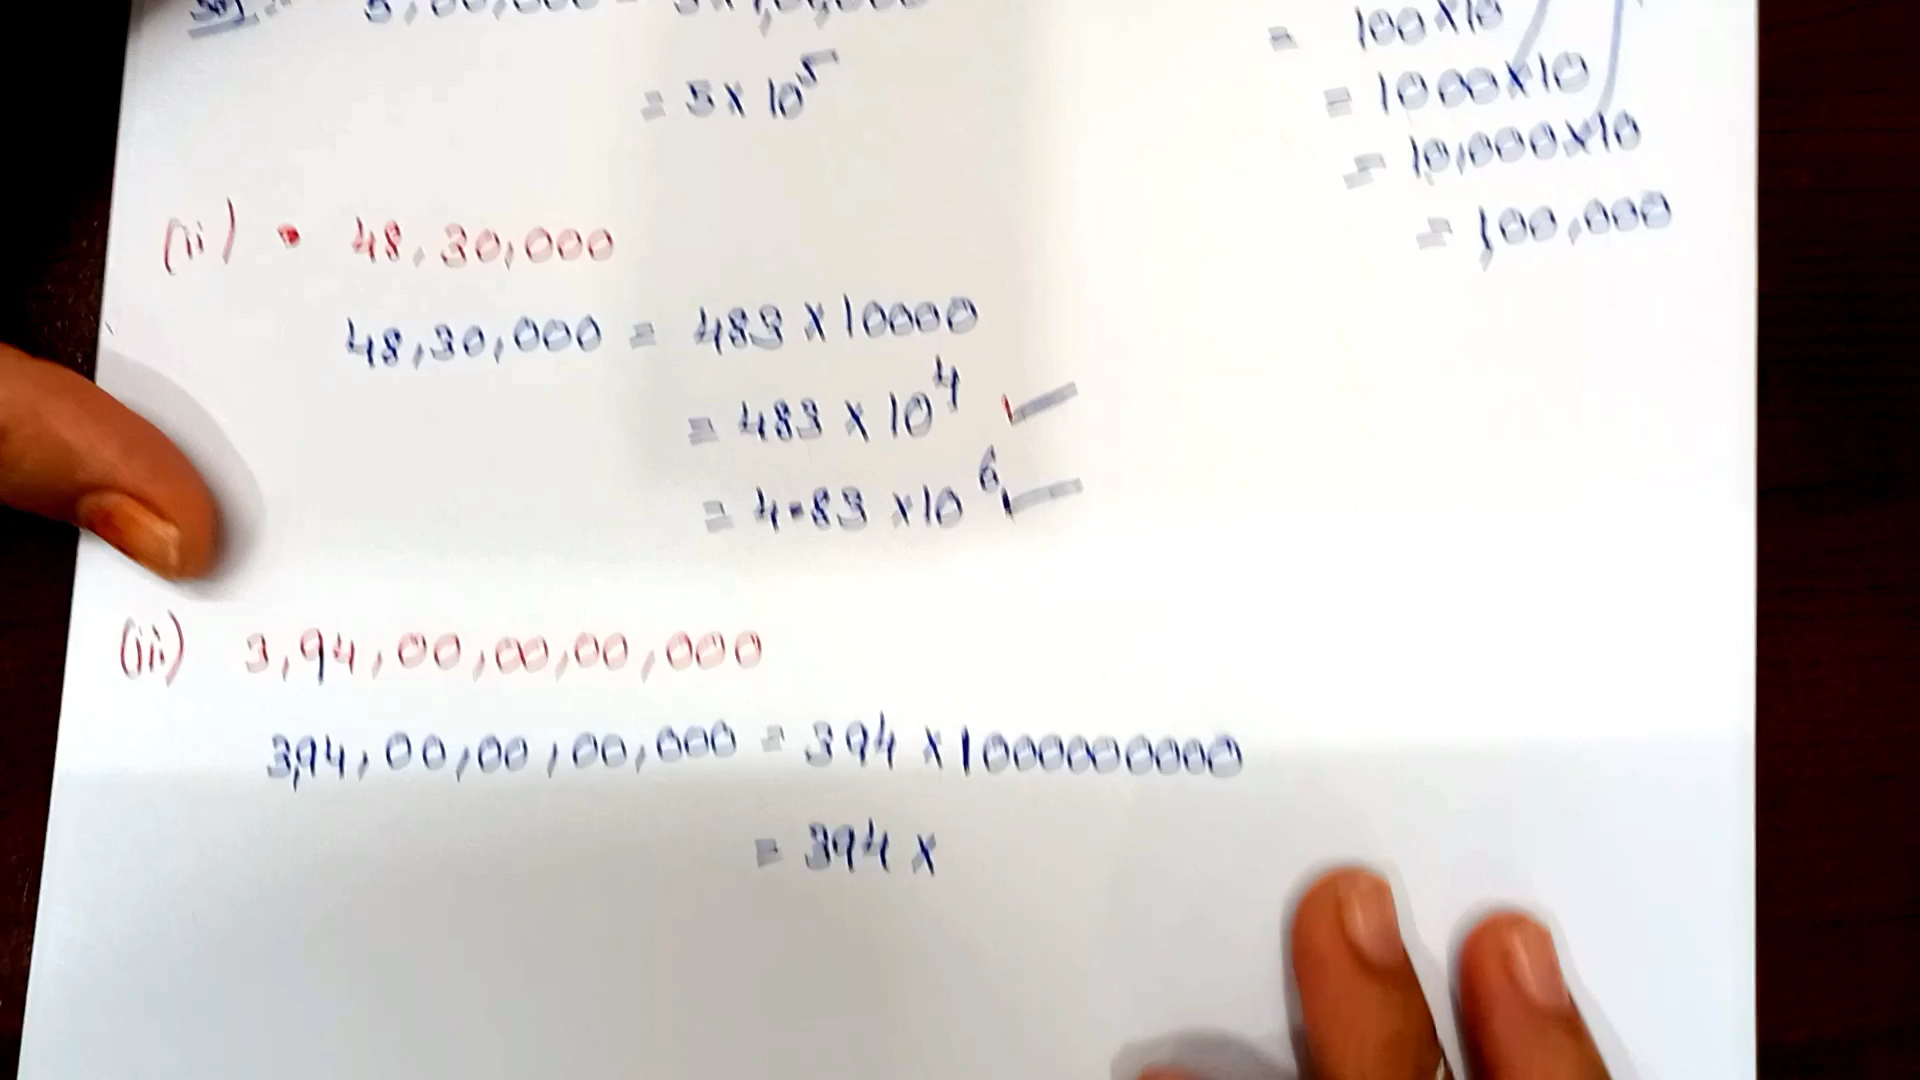 = 5 x 10^5
(ii) • 48,30,000
48,30,000 = 483 x 10000
= 483 x 10^4
= 4.83 x 10^6
(iii) 3,94,00,00,00,000
3,94,00,00,00,000 = 394 x 1000000000
= 394 x
= 100 x 10
= 1000 x 10
= 10,000 x 10
= 100,000